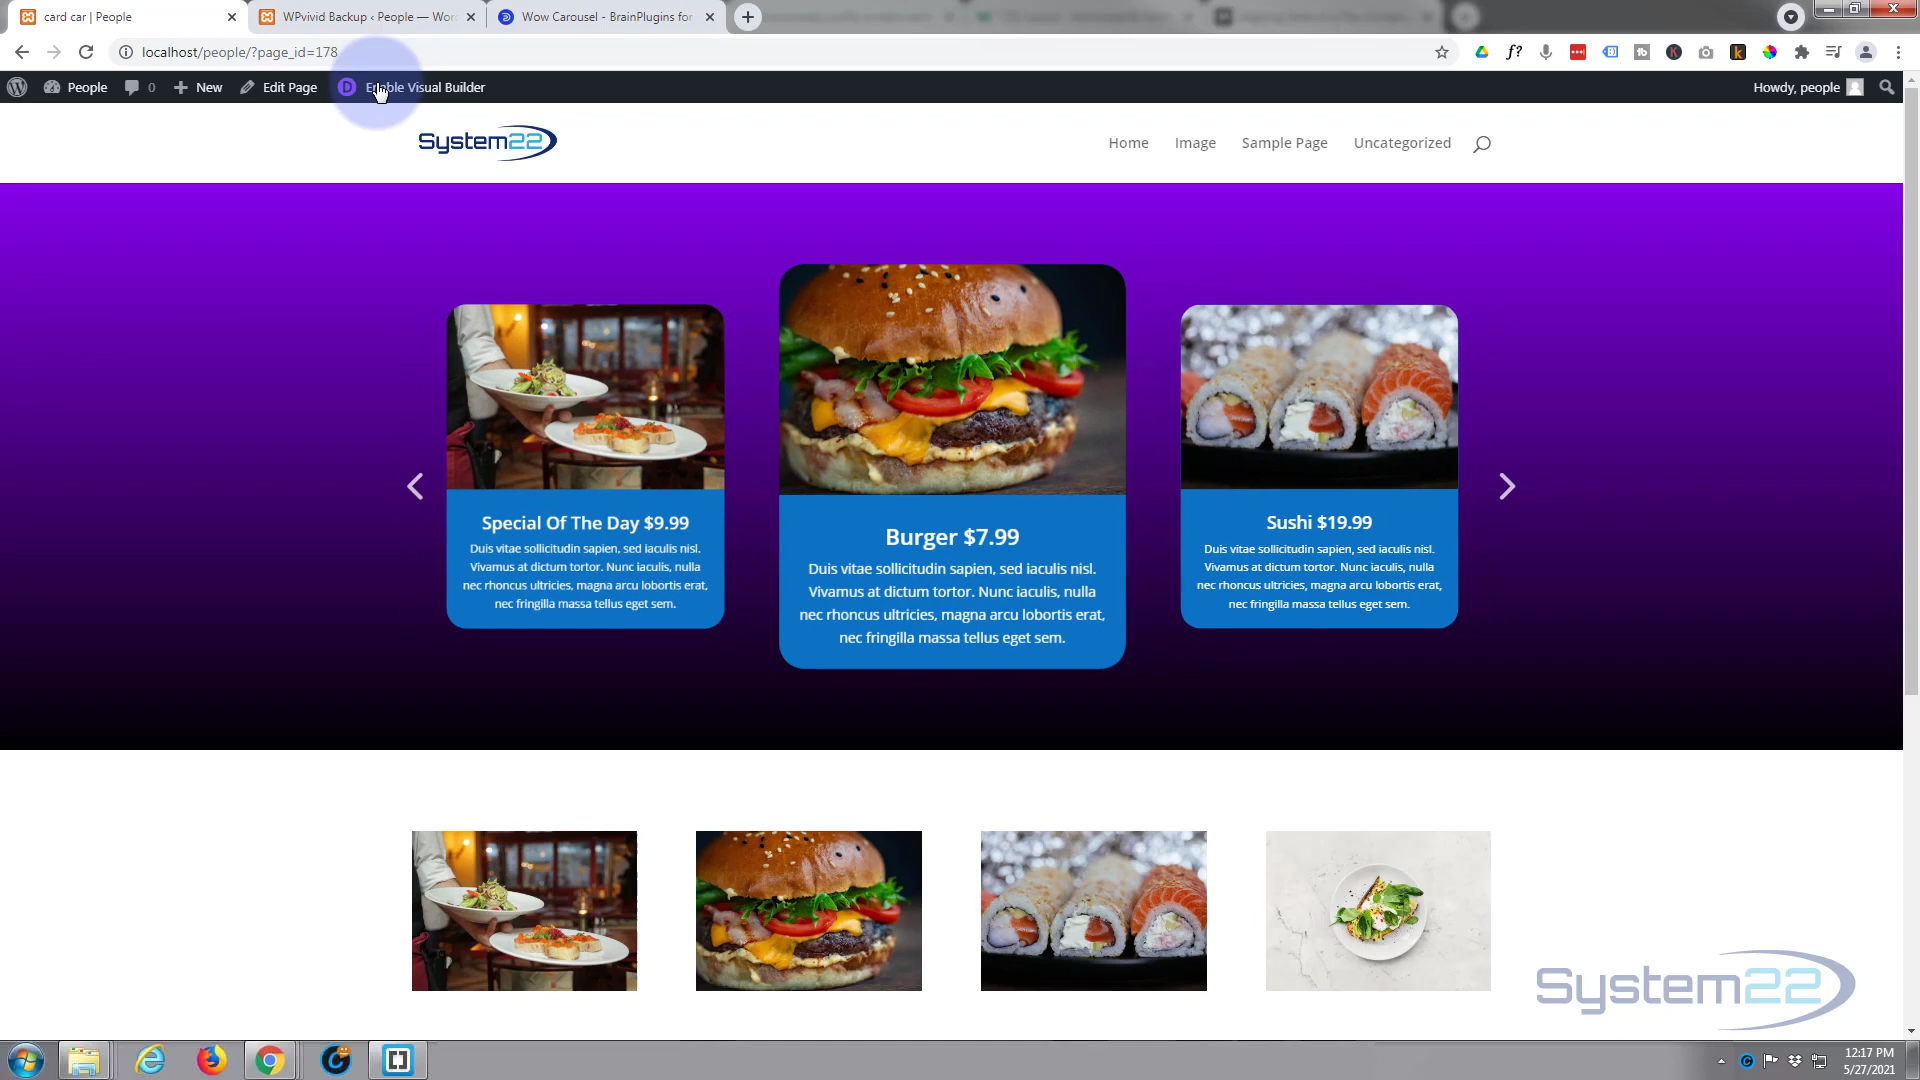 card car | People
WPvivid Backup ‹ People — Wor
Wow Carousel - BrainPlugins for
localhost/people/?page_id=178
People
0
New
Edit Page
Enable Visual Builder
Howdy, people
System22
Home
Image
Sample Page
Uncategorized
Special Of The Day $9.99
Duis vitae sollicitudin sapien, sed iaculis nisl.
Vivamus at dictum tortor. Nunc iaculis, nulla
nec rhoncus ultricies, magna arcu lobortis erat,
nec fringilla massa tellus eget sem.
Burger $7.99
Duis vitae sollicitudin sapien, sed iaculis nisl.
Vivamus at dictum tortor. Nunc iaculis, nulla
nec rhoncus ultricies, magna arcu lobortis erat,
nec fringilla massa tellus eget sem.
Sushi $19.99
Duis vitae sollicitudin sapien, sed iaculis nisl.
Vivamus at dictum tortor. Nunc iaculis, nulla
nec rhoncus ultricies, magna arcu lobortis erat,
nec fringilla massa tellus eget sem.
System22
12:17 PM
5/27/2021